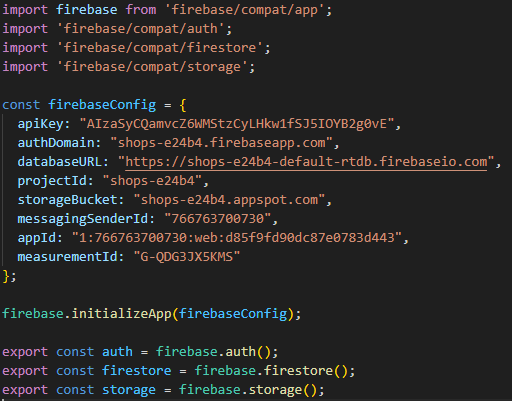 import firebase from 'firebase/compat/app';
import 'firebase/compat/auth';
import 'firebase/compat/firestore';
import 'firebase/compat/storage';

const firebaseConfig = {
  apiKey: "AIzaSyCQamvcZ6WMStzCyLHkw1fSJ5IOYB2g0vE",
  authDomain: "shops-e24b4.firebaseapp.com",
  databaseURL: "https://shops-e24b4-default-rtdb.firebaseio.com",
  projectId: "shops-e24b4",
  storageBucket: "shops-e24b4.appspot.com",
  messagingSenderId: "766763700730",
  appId: "1:766763700730:web:d85f9fd90dc87e0783d443",
  measurementId: "G-QDG3JX5KMS"
};

firebase.initializeApp(firebaseConfig);

export const auth = firebase.auth();
export const firestore = firebase.firestore();
export const storage = firebase.storage();